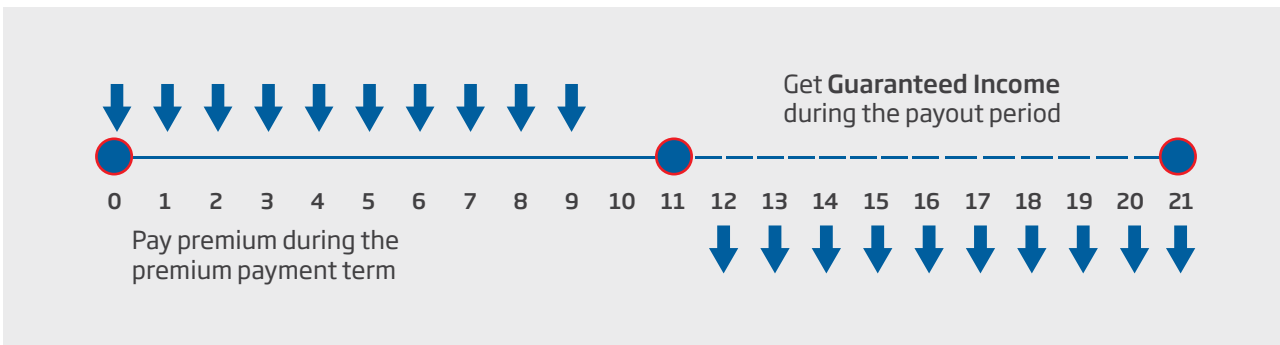 Get Guaranteed Income
during the payout period
0 1 2 3 4 5 6 7 8 9 10 11 12 13 14 15 16 17 18 19 20 21
Pay premium during the
premium payment term